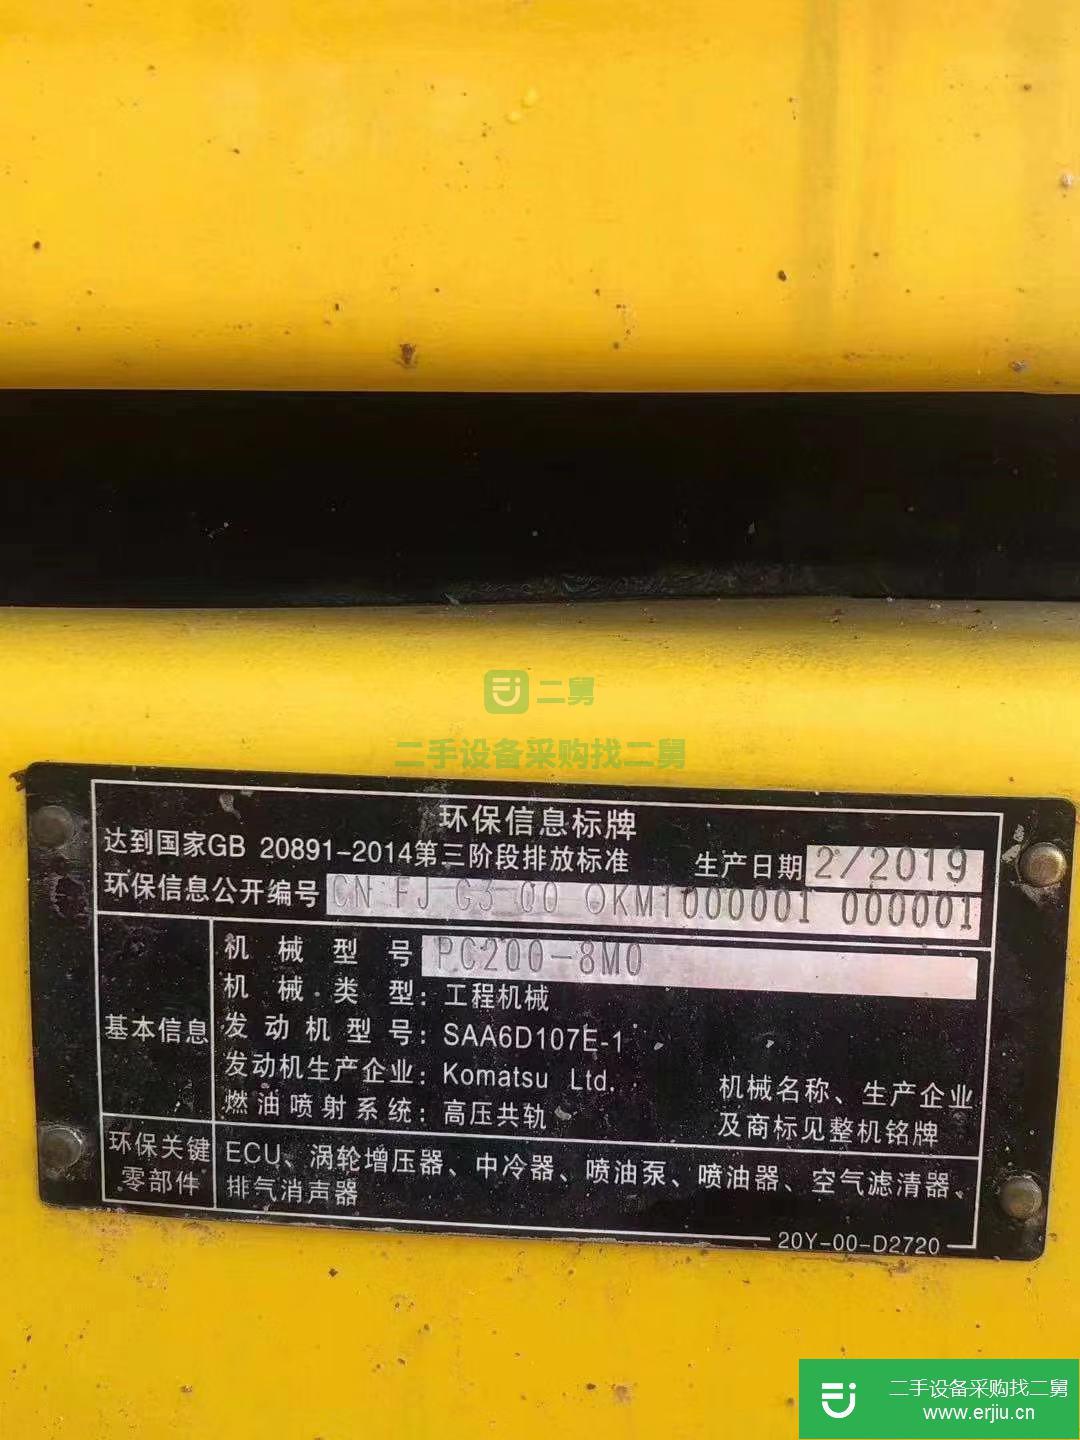 二舅
二手设备采购找二舅
环保信息标牌
达到国家GB 20891-2014第三阶段排放标准 生产日期 2/2019
环保信息公开编号 CN FJ G3 00 0KM1000001 000001
基本信息
机械型号 PC200-8M0
机械类型：工程机械
发动机型号：SAA6D107E-1
发动机生产企业：Komatsu Ltd.
燃油喷射系统：高压共轨
机械名称、生产企业
及商标见整机铭牌
环保关键
零部件
ECU、涡轮增压器、中冷器、喷油泵、喷油器、空气滤清器、
排气消声器
20Y-00-D2720
二手设备采购找二舅
www.erjiu.cn